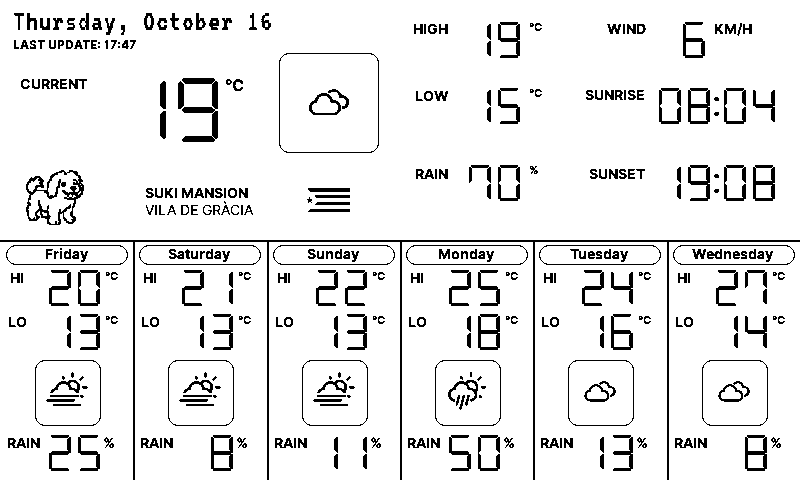 Thursday, October 16
LAST UPDATE: 17:47
CURRENT 19 °C
HIGH 19 °C
LOW 15 °C
RAIN 70 %
WIND 6 KM/H
SUNRISE 08:04
SUNSET 19:08
SUKI MANSION
VILA DE GRÀCIA
Friday
HI 20 °C
LO 13 °C
RAIN 25 %
Saturday
HI 21 °C
LO 13 °C
RAIN 8 %
Sunday
HI 22 °C
LO 13 °C
RAIN 11 %
Monday
HI 25 °C
LO 18 °C
RAIN 50 %
Tuesday
HI 24 °C
LO 16 °C
RAIN 13 %
Wednesday
HI 27 °C
LO 14 °C
RAIN 8 %